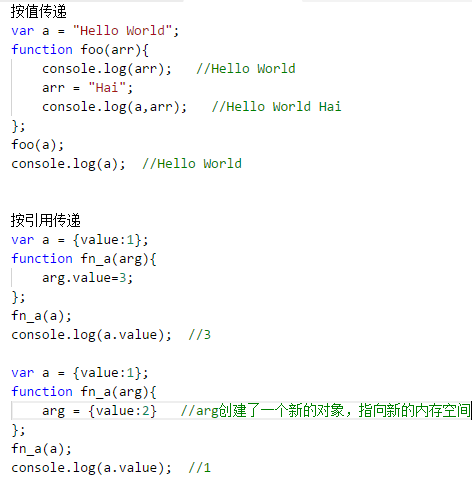 按值传递
var a = "Hello World";
function foo(arr){
    console.log(arr);   //Hello World
    arr = "Hai";
    console.log(a,arr);   //Hello World Hai
};
foo(a);
console.log(a);  //Hello World
按引用传递
var a = {value:1};
function fn_a(arg){
    arg.value=3;
};
fn_a(a);
console.log(a.value);  //3
var a = {value:1};
function fn_a(arg){
    arg = {value:2}   //arg创建了一个新的对象，指向新的内存空间
};
fn_a(a);
console.log(a.value);  //1